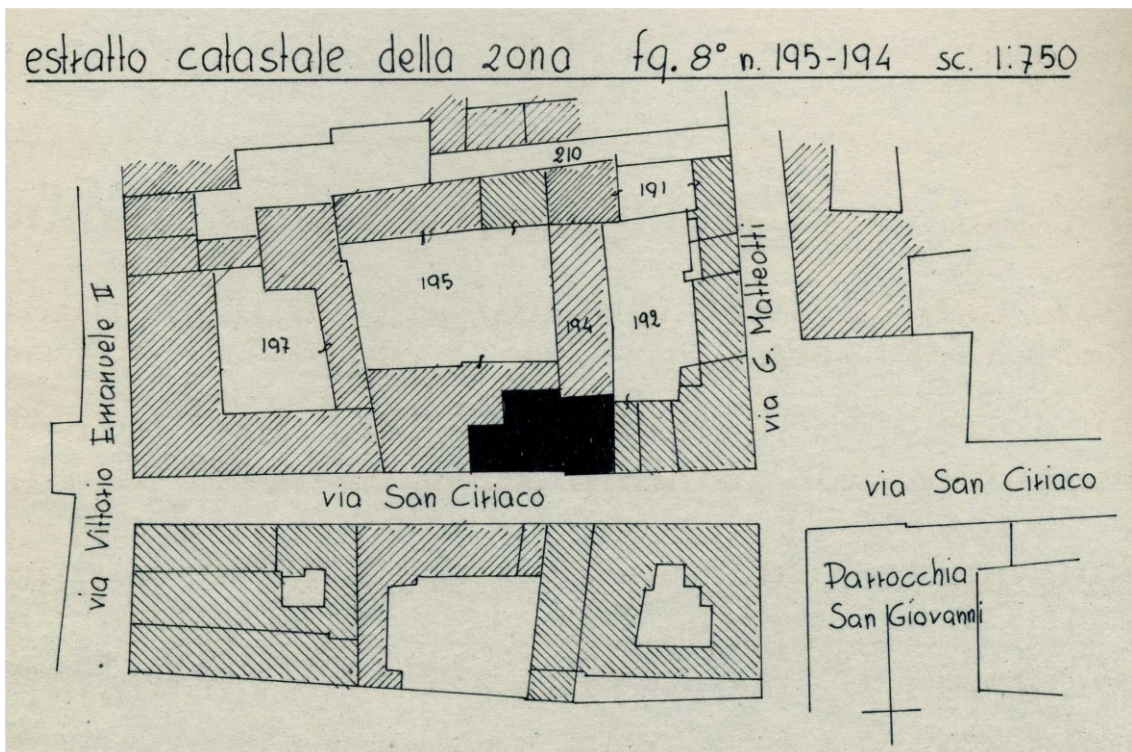 estratto catastale della zona fg. 8° n. 195-194 sc. 1:750
210
191
195
194
192
197
via Vittorio Emanuele II
via G. Matteotti
via San Ciriaco
via San Ciriaco
Parrocchia
San Giovanni